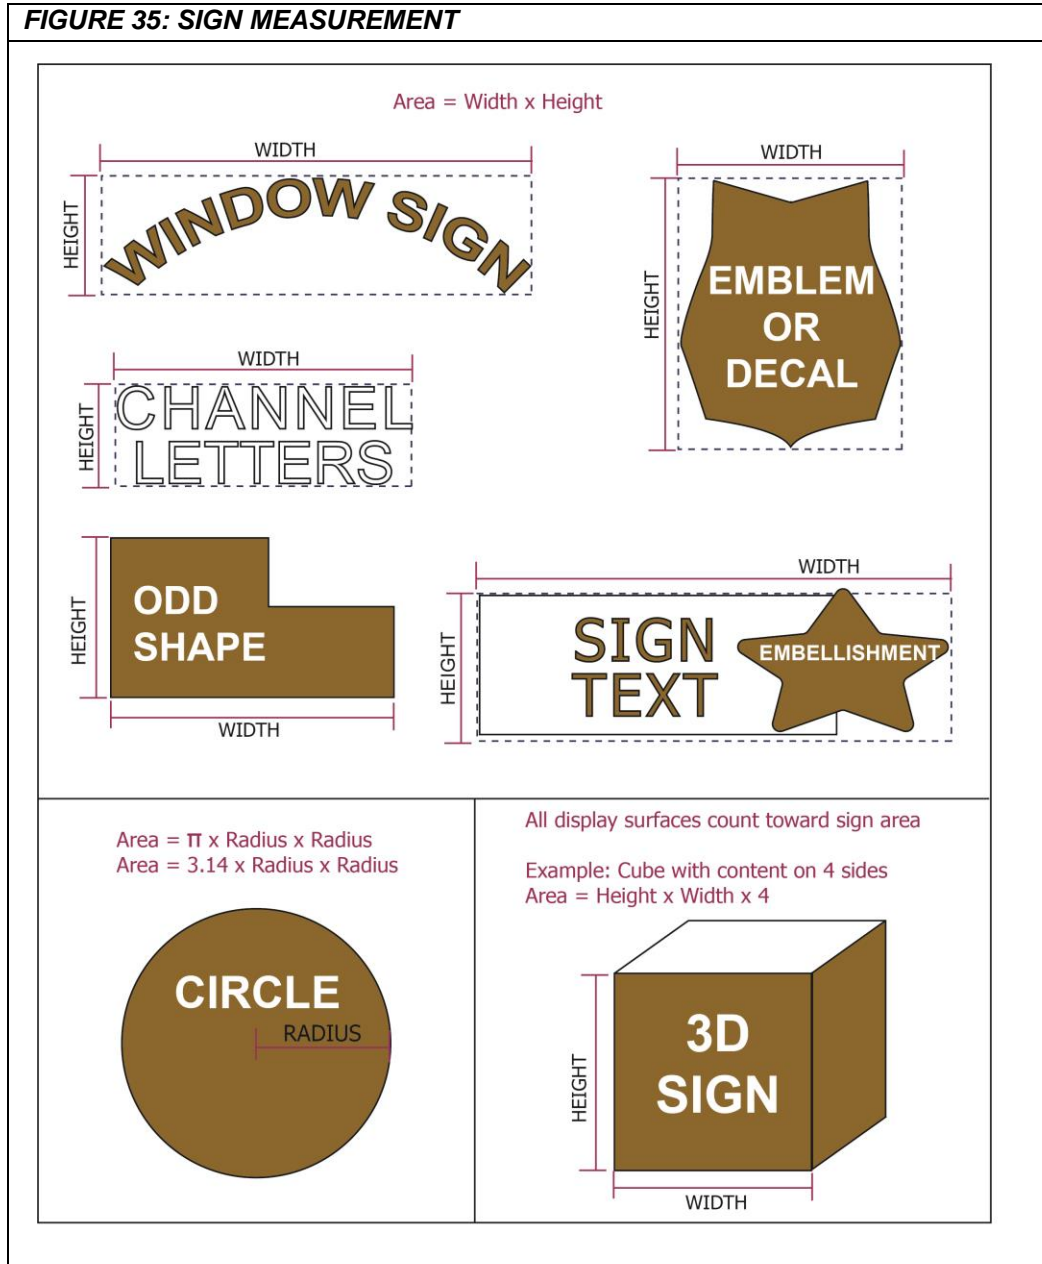 FIGURE 35: SIGN MEASUREMENT
Area = Width x Height
WIDTH
HEIGHT
WINDOW SIGN
WIDTH
HEIGHT
EMBLEM
OR
DECAL
WIDTH
HEIGHT
CHANNEL
LETTERS
HEIGHT
ODD
SHAPE
WIDTH
WIDTH
HEIGHT
SIGN
TEXT
EMBELLISHMENT
Area = π x Radius x Radius
Area = 3.14 x Radius x Radius
CIRCLE
RADIUS
All display surfaces count toward sign area
Example: Cube with content on 4 sides
Area = Height x Width x 4
HEIGHT
3D
SIGN
WIDTH